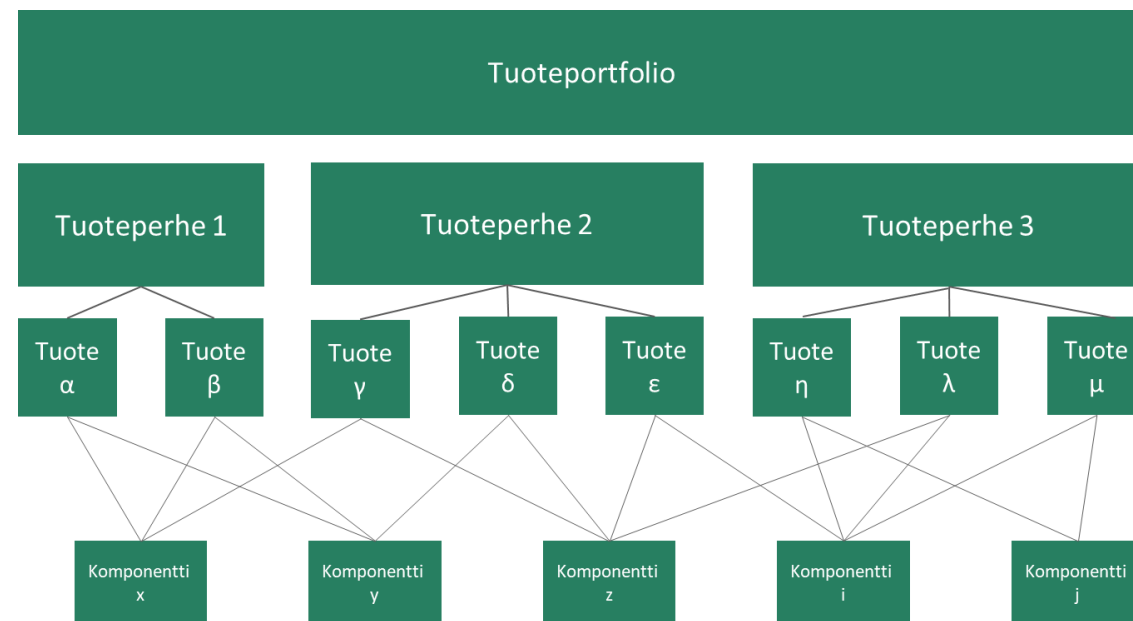 Tuoteportfolio
Tuoteperhe 1
Tuoteperhe 2
Tuoteperhe 3
Tuote
α
Tuote
β
Tuote
γ
Tuote
δ
Tuote
ε
Tuote
η
Tuote
λ
Tuote
μ
Komponentti
x
Komponentti
y
Komponentti
z
Komponentti
i
Komponentti
j